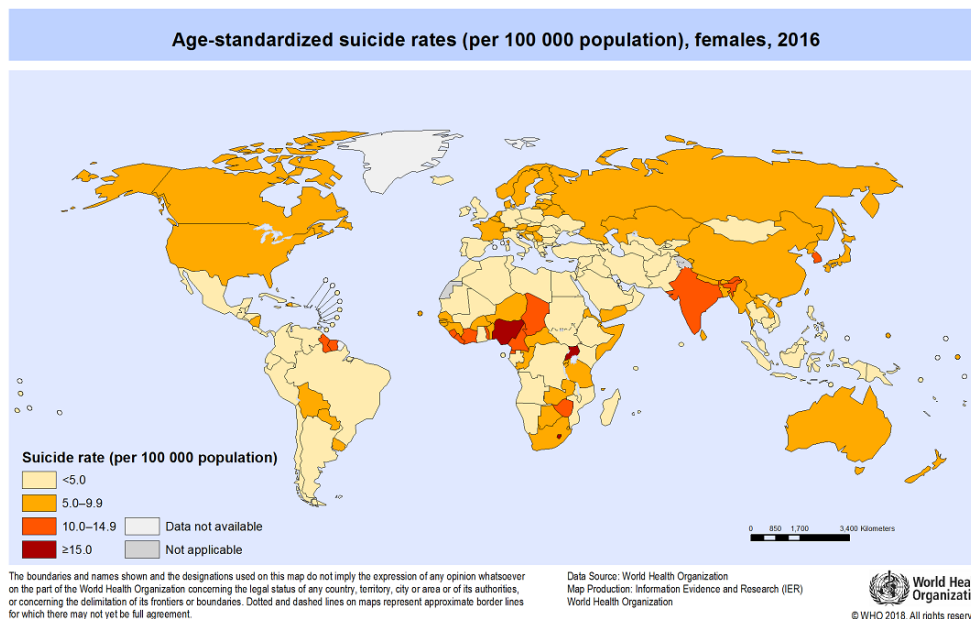 Age-standardized suicide rates (per 100 000 population), females, 2016
Suicide rate (per 100 000 population)
<5.0
5.0–9.9
10.0–14.9
≥15.0
Data not available
Not applicable
0 850 1,700 3,400 Kilometers
The boundaries and names shown and the designations used on this map do not imply the expression of any opinion whatsoever
on the part of the World Health Organization concerning the legal status of any country, territory, city or area or of its authorities,
or concerning the delimitation of its frontiers or boundaries. Dotted and dashed lines on maps represent approximate border lines
for which there may not yet be full agreement.
Data Source: World Health Organization
Map Production: Information Evidence and Research (IER)
World Health Organization
World Hea
Organizati
© WHO 2018. All rights reserv